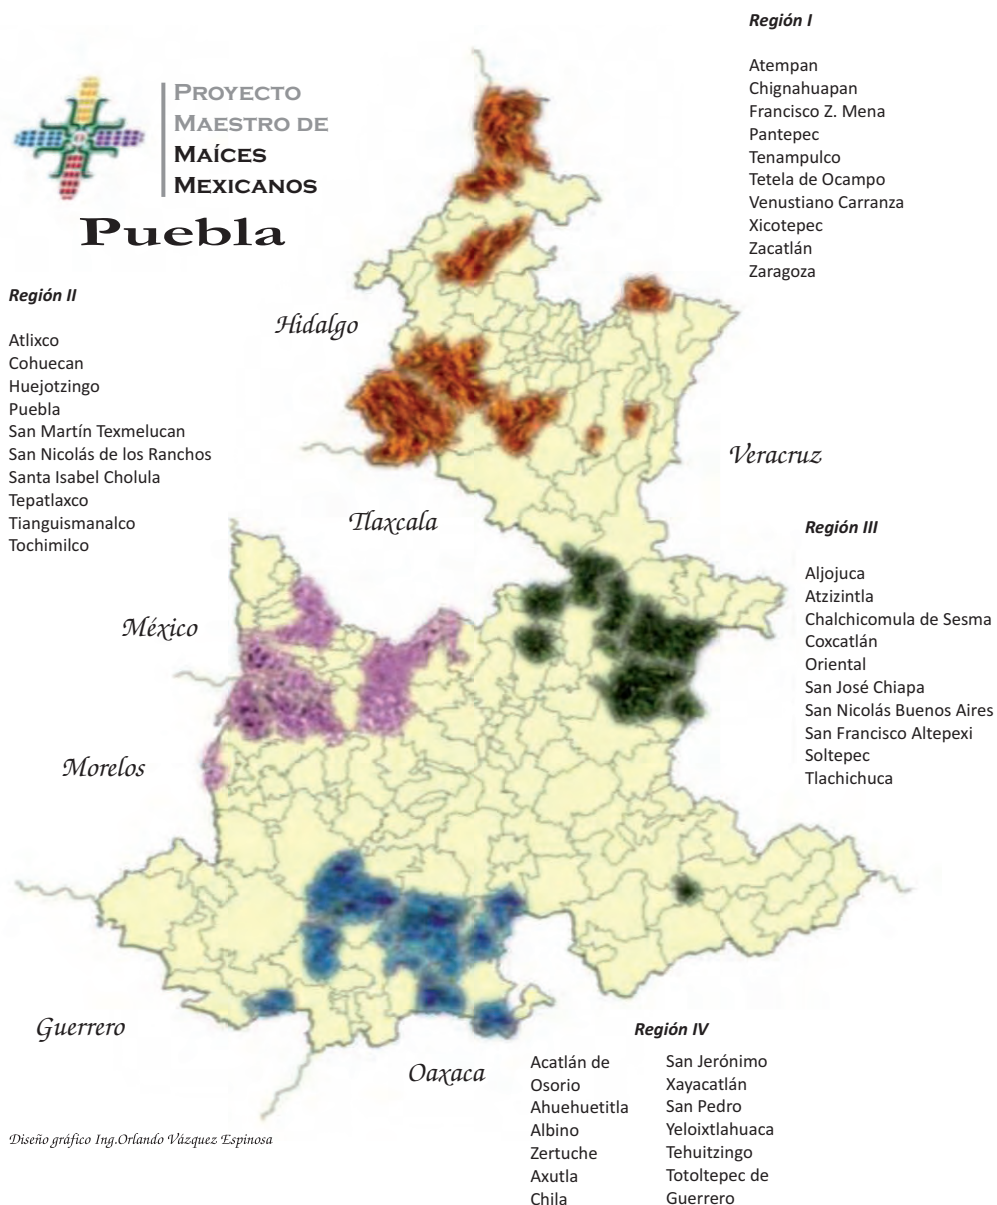 PROYECTO
MAESTRO DE
MAÍCES
MEXICANOS
Puebla
Región I
Atempan
Chignahuapan
Francisco Z. Mena
Pantepec
Tenampulco
Tetela de Ocampo
Venustiano Carranza
Xicotepec
Zacatlán
Zaragoza
Región II
Atlixco
Cohuecan
Huejotzingo
Puebla
San Martín Texmelucan
San Nicolás de los Ranchos
Santa Isabel Cholula
Tepatlaxco
Tianguismanalco
Tochimilco
Hidalgo
Veracruz
Tlaxcala
México
Morelos
Región III
Aljojuca
Atzizintla
Chalchicomula de Sesma
Coxcatlán
Oriental
San José Chiapa
San Nicolás Buenos Aires
San Francisco Altepexi
Soltepec
Tlachichuca
Guerrero
Oaxaca
Región IV
Acatlán de
Osorio
Ahuehuetitla
Albino
Zertuche
Axutla
Chila
San Jerónimo
Xayacatlán
San Pedro
Yeloixtlahuaca
Tehuitzingo
Totoltepec de
Guerrero
Diseño gráfico Ing.Orlando Vázquez Espinosa